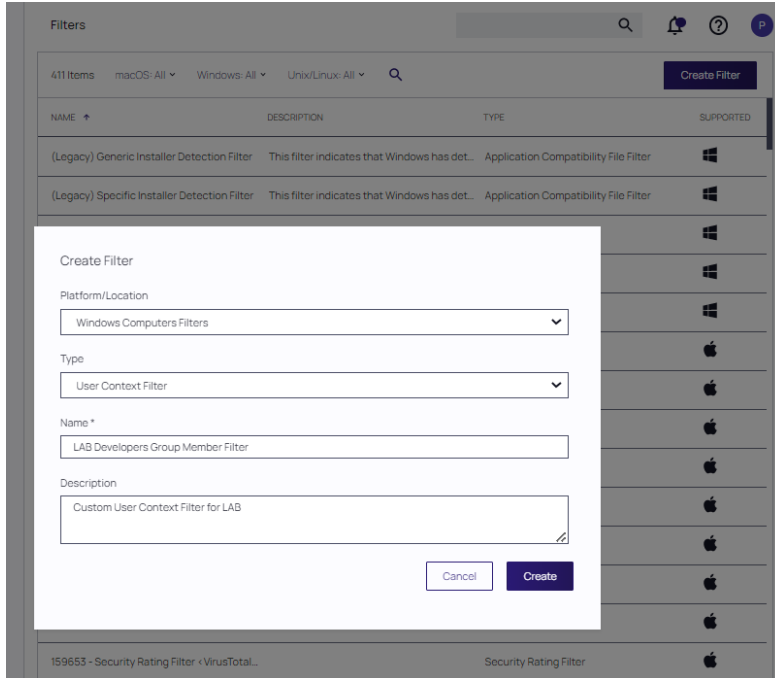 Filters
P
411 Items macOS: All Windows: All Unix/Linux: All Create Filter
NAME DESCRIPTION TYPE SUPPORTED
(Legacy) Generic Installer Detection Filter This filter indicates that Windows has det... Application Compatibility File Filter
(Legacy) Specific Installer Detection Filter This filter indicates that Windows has det... Application Compatibility File Filter
Create Filter
Platform/Location
Windows Computers Filters
Type
User Context Filter
Name *
LAB Developers Group Member Filter
Description
Custom User Context Filter for LAB
Cancel Create
159653 - Security Rating Filter <VirusTotal... Security Rating Filter